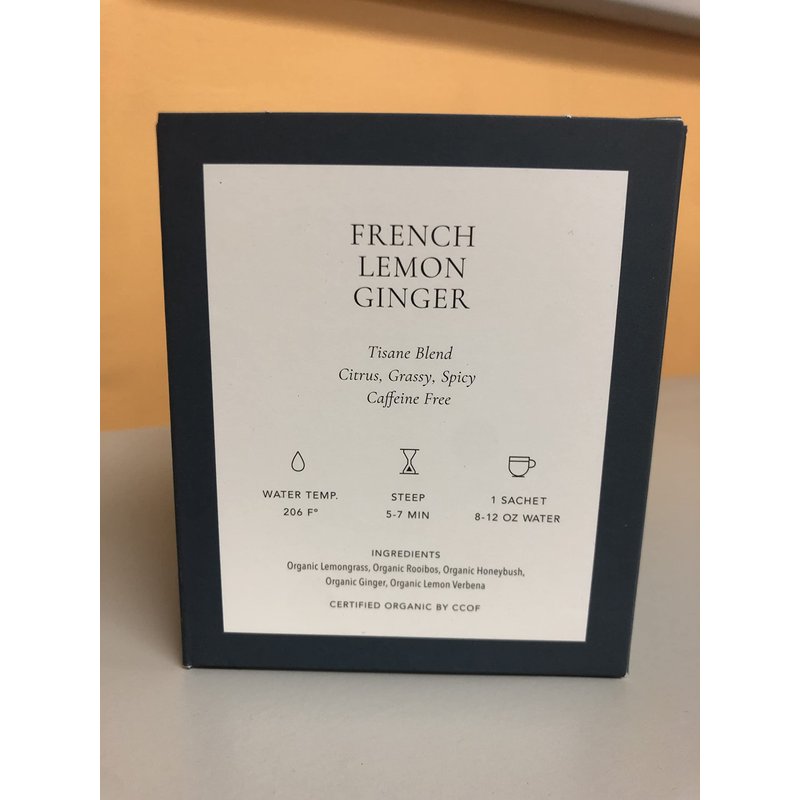 FRENCH
LEMON
GINGER
Tisane Blend
Citrus, Grassy, Spicy
Caffeine Free
WATER TEMP.
206 F°
STEEP
5-7 MIN
1 SACHET
8-12 OZ WATER
INGREDIENTS
Organic Lemongrass, Organic Rooibos, Organic Honeybush,
Organic Ginger, Organic Lemon Verbena
CERTIFIED ORGANIC BY CCOF